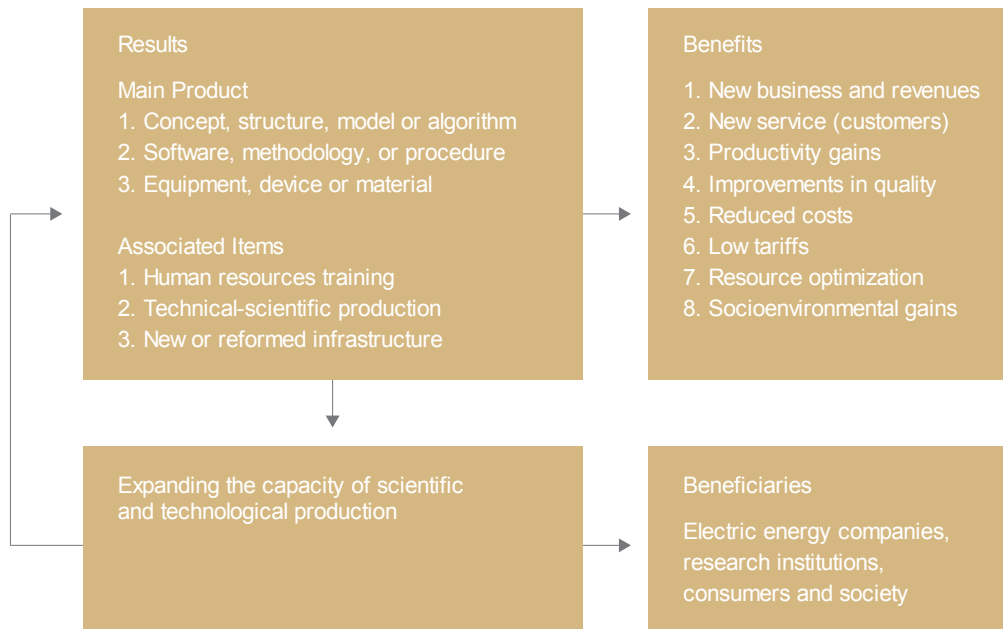 Results
Main Product
1. Concept, structure, model or algorithm
2. Software, methodology, or procedure
3. Equipment, device or material
Associated Items
1. Human resources training
2. Technical-scientific production
3. New or reformed infrastructure
Benefits
1. New business and revenues
2. New service (customers)
3. Productivity gains
4. Improvements in quality
5. Reduced costs
6. Low tariffs
7. Resource optimization
8. Socioenvironmental gains
Expanding the capacity of scientific
and technological production
Beneficiaries
Electric energy companies,
research institutions,
consumers and society